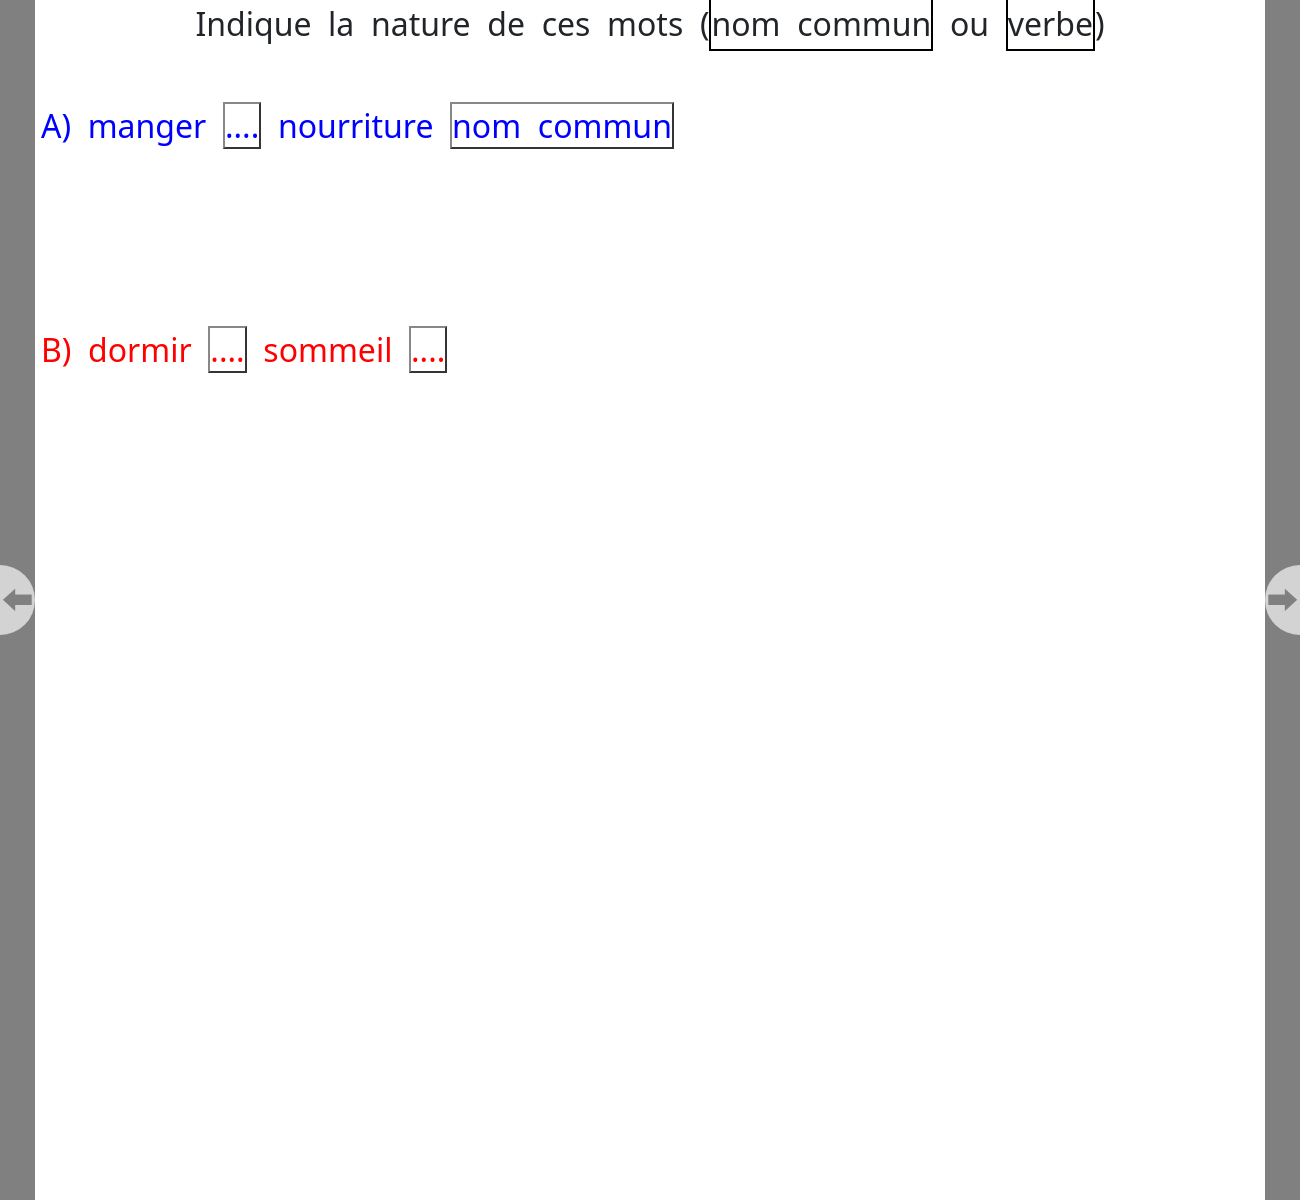 Indique la nature de ces mots (nom commun ou verbe)
A) manger .... nourriture nom commun
B) dormir .... sommeil ....